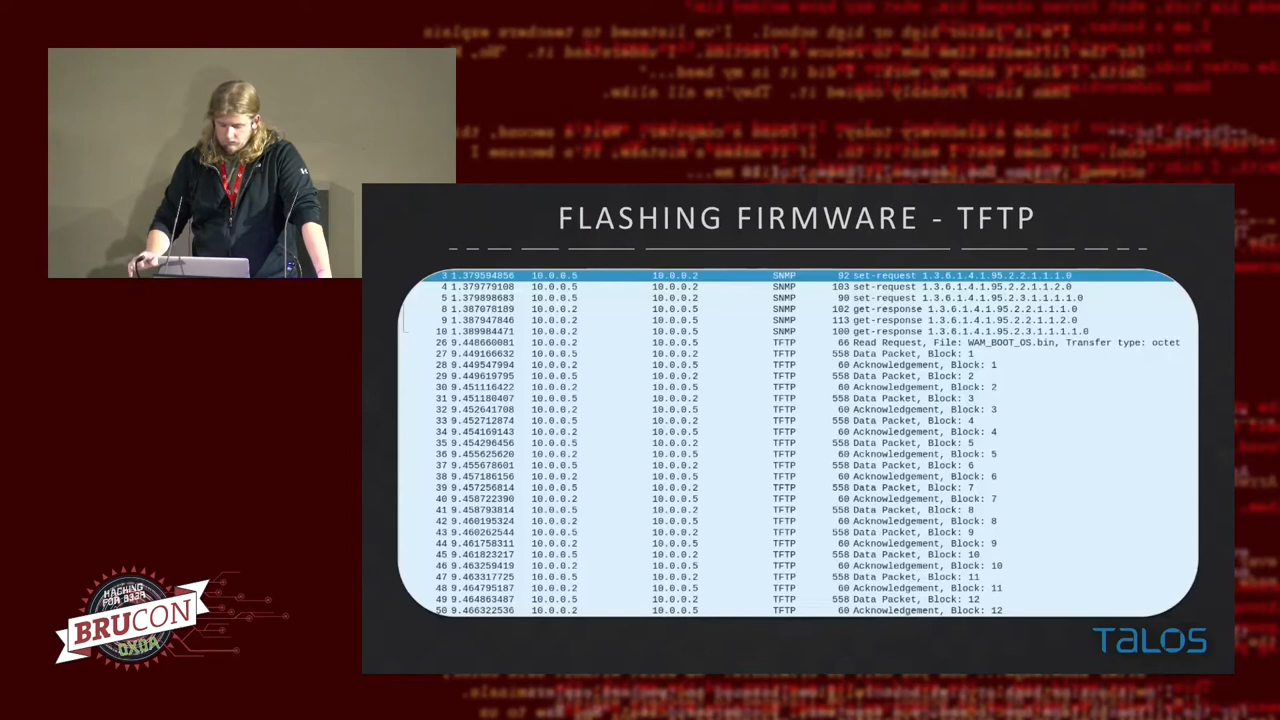 FLASHING FIRMWARE - TFTP
3 1.379594856 10.0.0.5 10.0.0.2 SNMP 92 set-request 1.3.6.1.4.1.95.2.2.1.1.1.0
4 1.379779108 10.0.0.5 10.0.0.2 SNMP 103 set-request 1.3.6.1.4.1.95.2.2.1.1.2.0
5 1.379898683 10.0.0.5 10.0.0.2 SNMP 90 set-request 1.3.6.1.4.1.95.2.3.1.1.1.1.0
8 1.387078189 10.0.0.2 10.0.0.5 SNMP 102 get-response 1.3.6.1.4.1.95.2.2.1.1.1.0
9 1.387947846 10.0.0.2 10.0.0.5 SNMP 113 get-response 1.3.6.1.4.1.95.2.2.1.1.2.0
10 1.389984471 10.0.0.2 10.0.0.5 SNMP 100 get-response 1.3.6.1.4.1.95.2.3.1.1.1.1.0
26 9.448660081 10.0.0.2 10.0.0.5 TFTP 66 Read Request, File: WAM_BOOT_OS.bin, Transfer type: octet
27 9.449166632 10.0.0.5 10.0.0.2 TFTP 558 Data Packet, Block: 1
28 9.449547994 10.0.0.2 10.0.0.5 TFTP 60 Acknowledgement, Block: 1
29 9.449619795 10.0.0.5 10.0.0.2 TFTP 558 Data Packet, Block: 2
30 9.451116422 10.0.0.2 10.0.0.5 TFTP 60 Acknowledgement, Block: 2
31 9.451180407 10.0.0.5 10.0.0.2 TFTP 558 Data Packet, Block: 3
32 9.452641708 10.0.0.2 10.0.0.5 TFTP 60 Acknowledgement, Block: 3
33 9.452712874 10.0.0.5 10.0.0.2 TFTP 558 Data Packet, Block: 4
34 9.454169143 10.0.0.2 10.0.0.5 TFTP 60 Acknowledgement, Block: 4
35 9.454296456 10.0.0.5 10.0.0.2 TFTP 558 Data Packet, Block: 5
36 9.455625620 10.0.0.2 10.0.0.5 TFTP 60 Acknowledgement, Block: 5
37 9.455678601 10.0.0.5 10.0.0.2 TFTP 558 Data Packet, Block: 6
38 9.457186156 10.0.0.2 10.0.0.5 TFTP 60 Acknowledgement, Block: 6
39 9.457256814 10.0.0.5 10.0.0.2 TFTP 558 Data Packet, Block: 7
40 9.458722390 10.0.0.2 10.0.0.5 TFTP 60 Acknowledgement, Block: 7
41 9.458793814 10.0.0.5 10.0.0.2 TFTP 558 Data Packet, Block: 8
42 9.460195324 10.0.0.2 10.0.0.5 TFTP 60 Acknowledgement, Block: 8
43 9.460262544 10.0.0.5 10.0.0.2 TFTP 558 Data Packet, Block: 9
44 9.461758311 10.0.0.2 10.0.0.5 TFTP 60 Acknowledgement, Block: 9
45 9.461823217 10.0.0.5 10.0.0.2 TFTP 558 Data Packet, Block: 10
46 9.463259419 10.0.0.2 10.0.0.5 TFTP 60 Acknowledgement, Block: 10
47 9.463317725 10.0.0.5 10.0.0.2 TFTP 558 Data Packet, Block: 11
48 9.464795187 10.0.0.2 10.0.0.5 TFTP 60 Acknowledgement, Block: 11
49 9.464863487 10.0.0.5 10.0.0.2 TFTP 558 Data Packet, Block: 12
50 9.466322536 10.0.0.2 10.0.0.5 TFTP 60 Acknowledgement, Block: 12
TALOS
HACKING
FOR B33R
BRUCON
0X0A